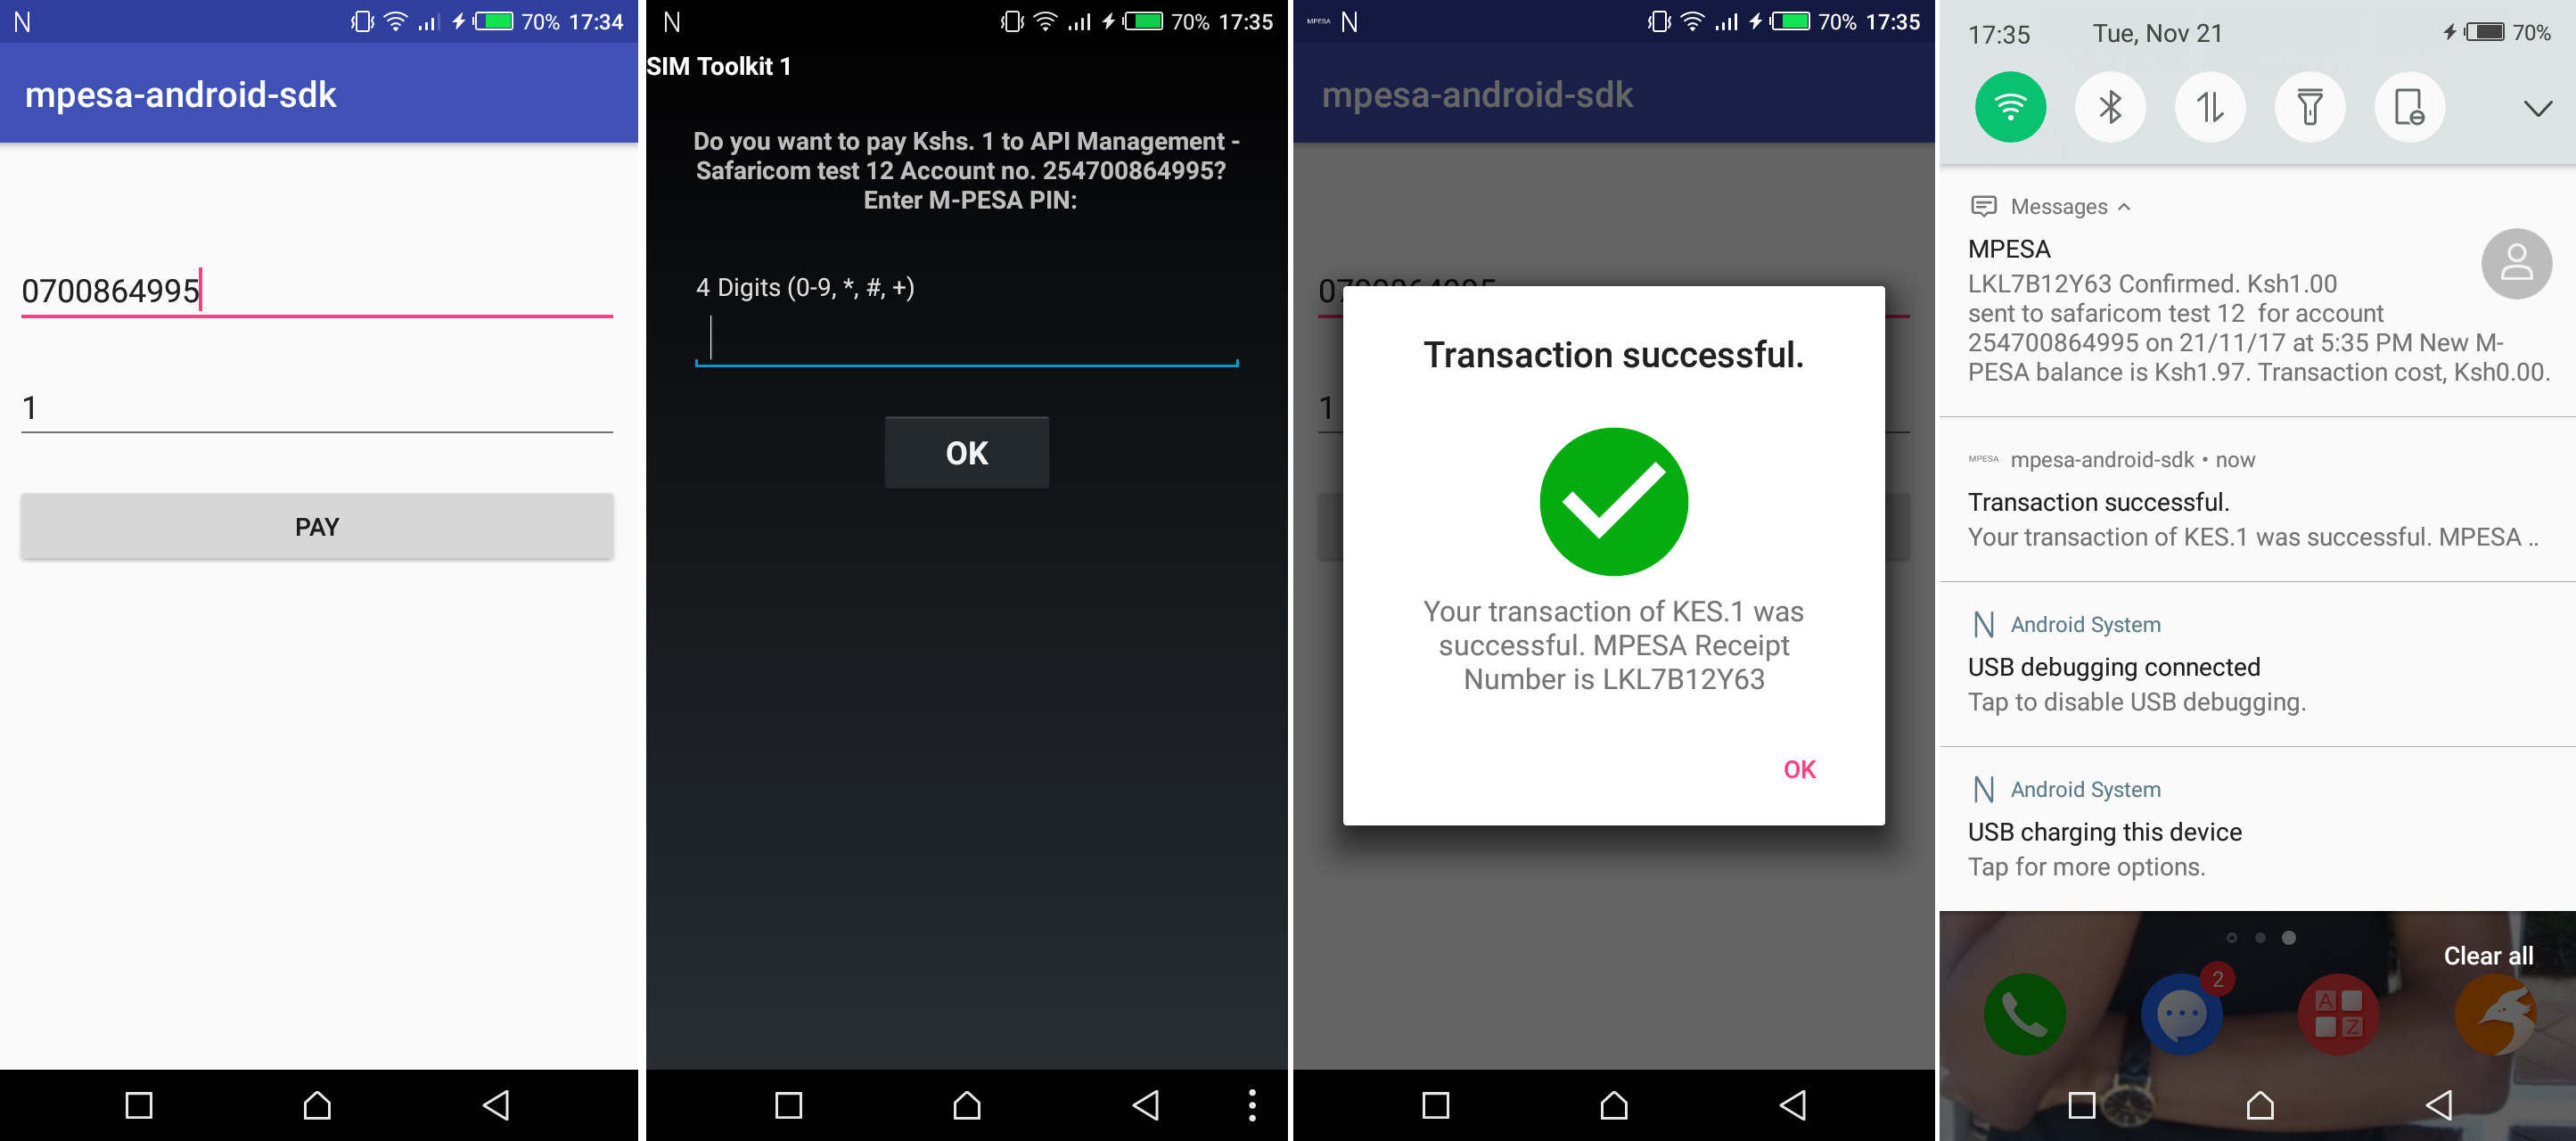 70% 17:34
mpesa-android-sdk
0700864995
1
PAY
70% 17:35
SIM Toolkit 1
Do you want to pay Kshs. 1 to API Management -
Safaricom test 12 Account no. 254700864995?
Enter M-PESA PIN:
4 Digits (0-9, *, #, +)
OK
MPESA 70% 17:35
mpesa-android-sdk
0700864995
1
Transaction successful.
Your transaction of KES.1 was
successful. MPESA Receipt
Number is LKL7B12Y63
OK
17:35 Tue, Nov 21 70%
Messages
MPESA
LKL7B12Y63 Confirmed. Ksh1.00
sent to safaricom test 12 for account
254700864995 on 21/11/17 at 5:35 PM New M-
PESA balance is Ksh1.97. Transaction cost, Ksh0.00.
MPESA mpesa-android-sdk • now
Transaction successful.
Your transaction of KES.1 was successful. MPESA ..
Android System
USB debugging connected
Tap to disable USB debugging.
Android System
USB charging this device
Tap for more options.
Clear all
2
A
Z